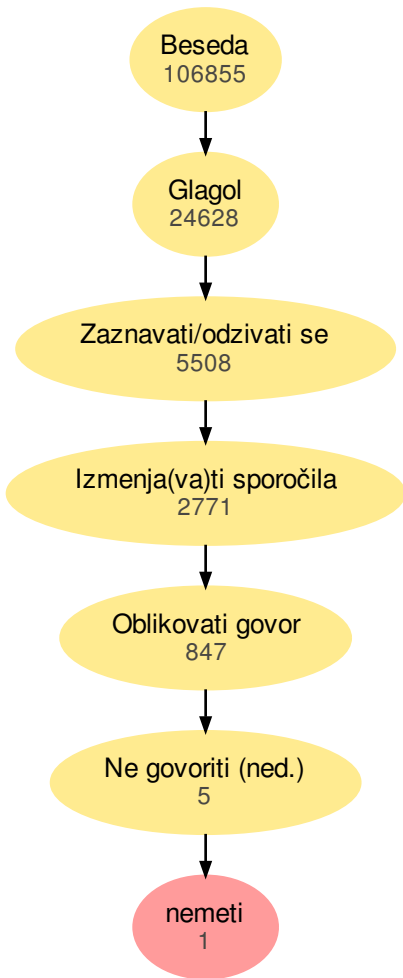 Beseda
106855
Glagol
24628
Zaznavati/odzivati se
5508
Izmenja(va)ti sporočila
2771
Oblikovati govor
847
Ne govoriti (ned.)
5
nemeti
1